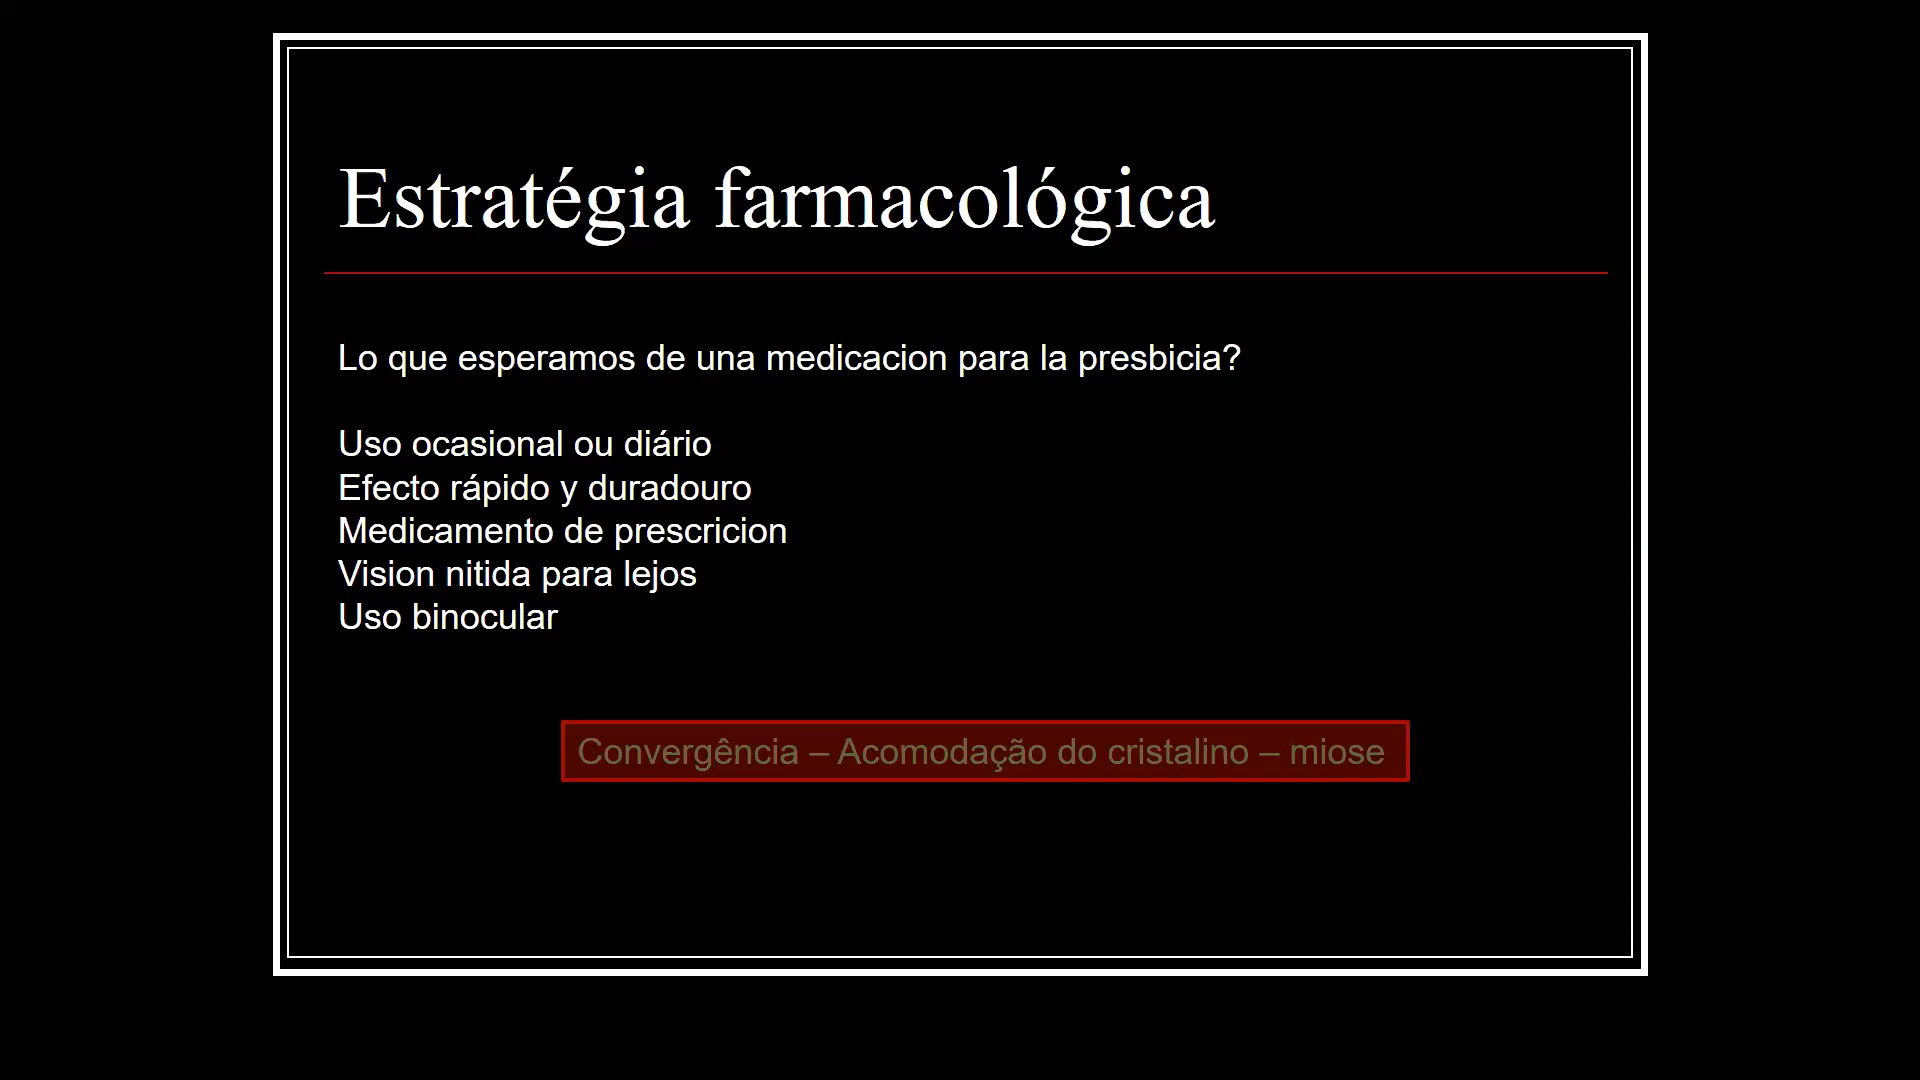 Estratégia farmacológica
Lo que esperamos de una medicacion para la presbicia?
Uso ocasional ou diário
Efecto rápido y duradouro
Medicamento de prescricion
Vision nitida para lejos
Uso binocular
Convergência – Acomodação do cristalino – miose